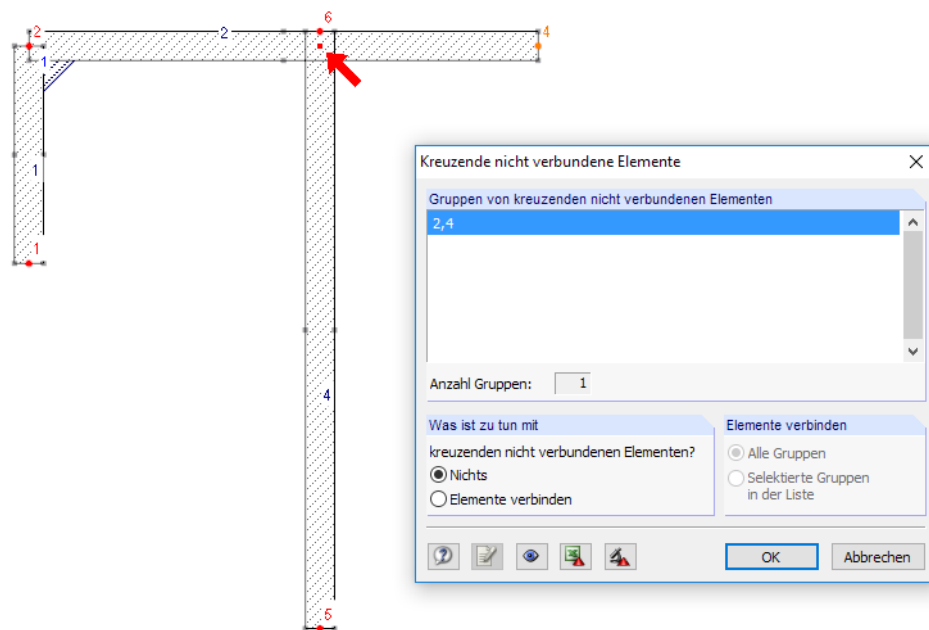 6
2
2
4
1
1
1
4
5
Kreuzende nicht verbundene Elemente
Gruppen von kreuzenden nicht verbundenen Elementen
2,4
Anzahl Gruppen: 1
Was ist zu tun mit
kreuzenden nicht verbundenen Elementen?
Nichts
Elemente verbinden
Elemente verbinden
Alle Gruppen
Selektierte Gruppen
in der Liste
OK
Abbrechen